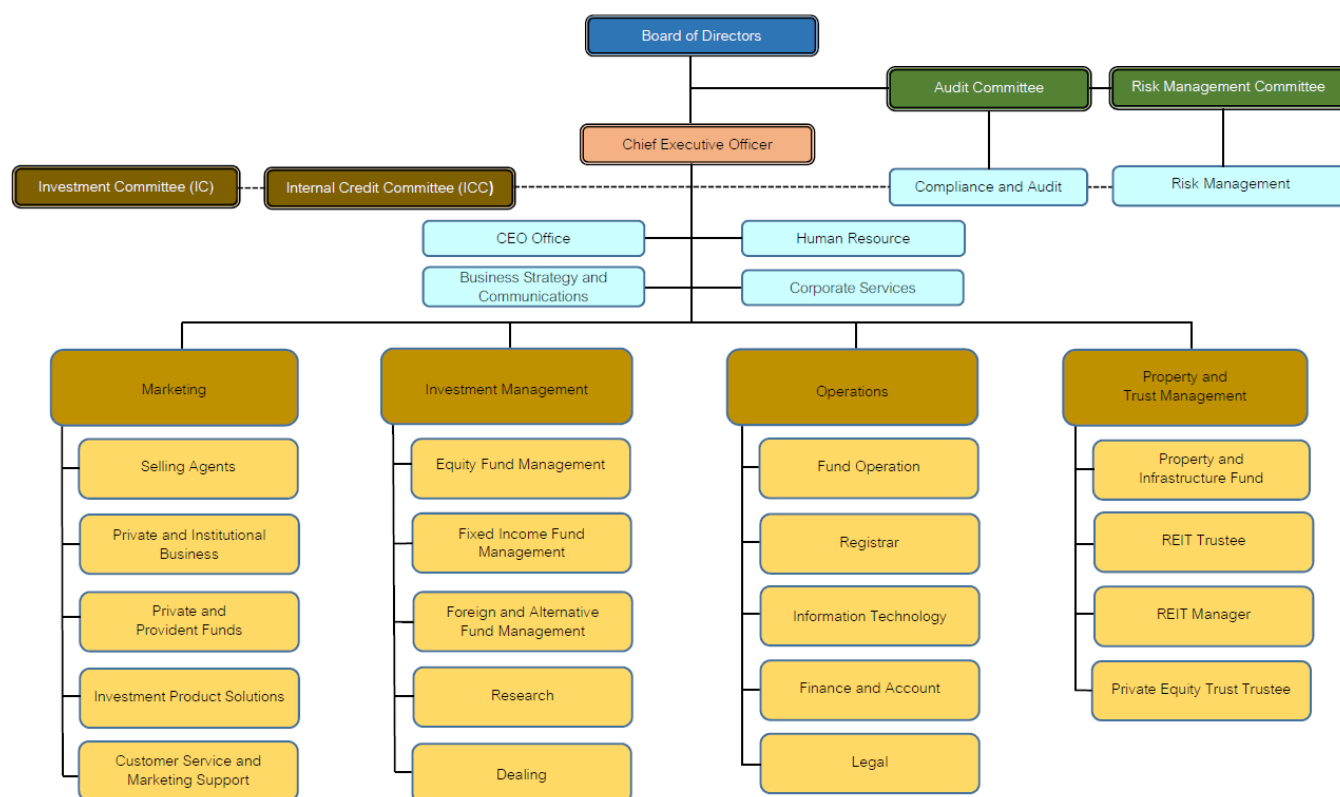 Board of Directors
Audit Committee
Risk Management Committee
Chief Executive Officer
Investment Committee (IC)
Internal Credit Committee (ICC)
Compliance and Audit
Risk Management
CEO Office
Human Resource
Business Strategy and
Communications
Corporate Services
Marketing
Investment Management
Operations
Property and
Trust Management
Selling Agents
Private and Institutional
Business
Private and
Provident Funds
Investment Product Solutions
Customer Service and
Marketing Support
Equity Fund Management
Fixed Income Fund
Management
Foreign and Alternative
Fund Management
Research
Dealing
Fund Operation
Registrar
Information Technology
Finance and Account
Legal
Property and
Infrastructure Fund
REIT Trustee
REIT Manager
Private Equity Trust Trustee